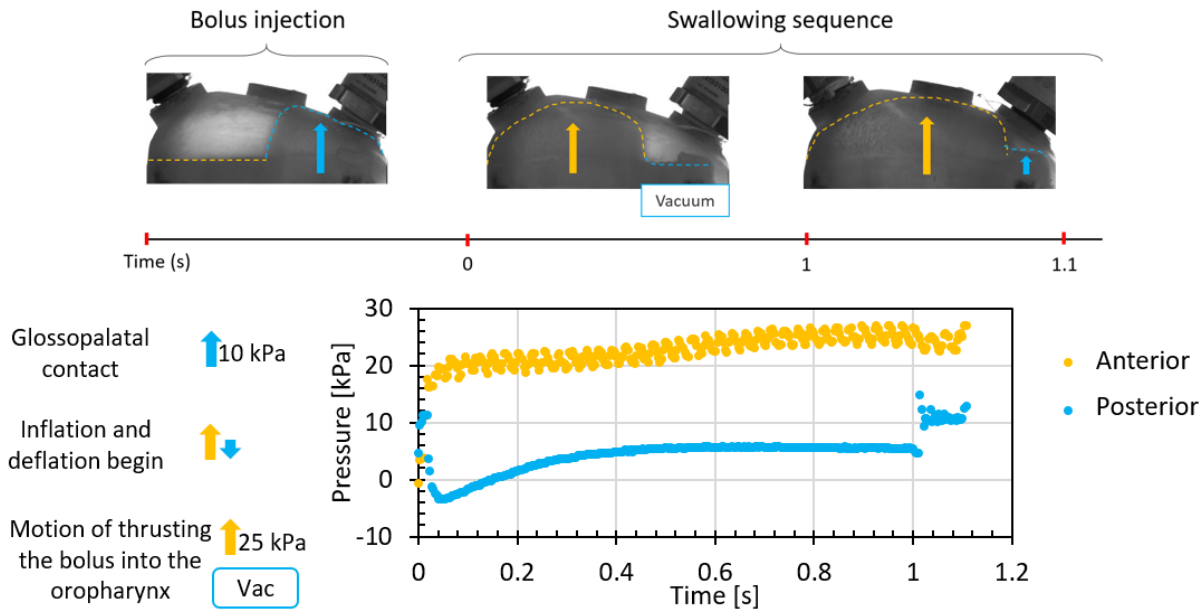 Bolus injection
Swallowing sequence
Vacuum
Time (s)
0
1
1.1
Glossopalatal
contact
10 kPa
Inflation and
deflation begin
Motion of thrusting
the bolus into the
oropharynx
25 kPa
Vac
Pressure [kPa]
30
20
10
0
-10
0
0.2
0.4
0.6
0.8
1
1.2
Time [s]
Anterior
Posterior